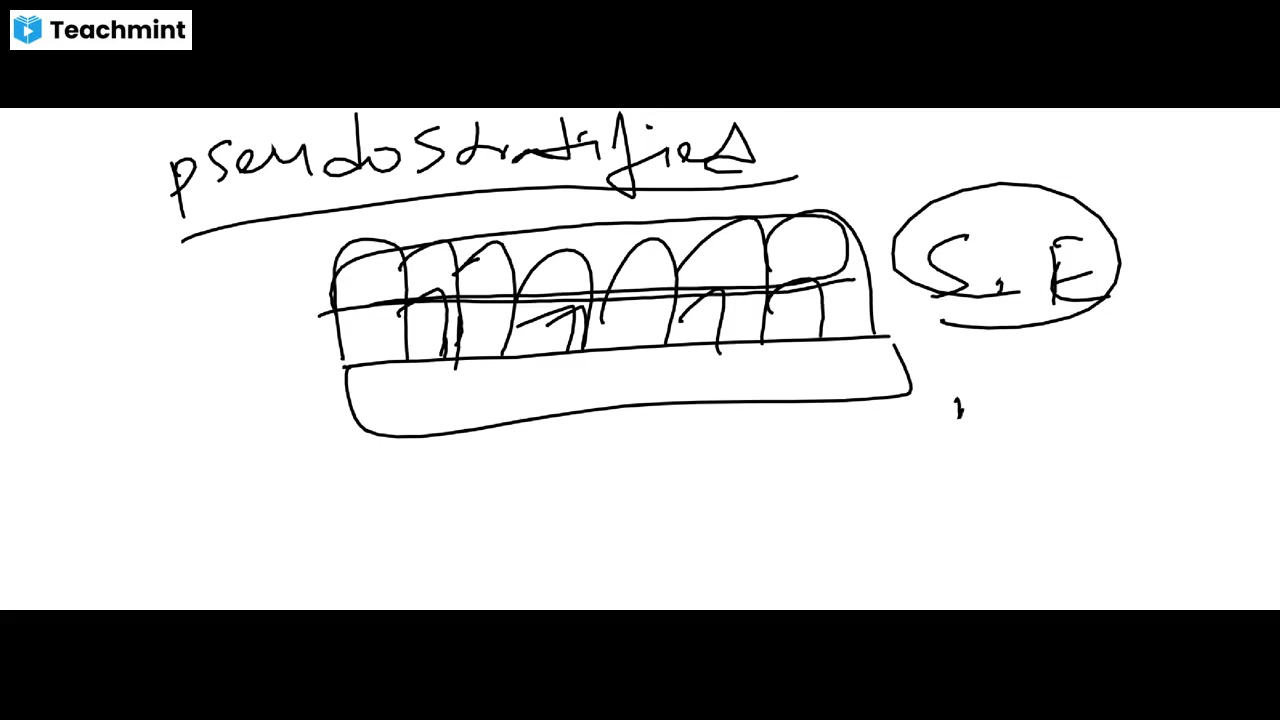 Teachmint
pseudostratified
S. E